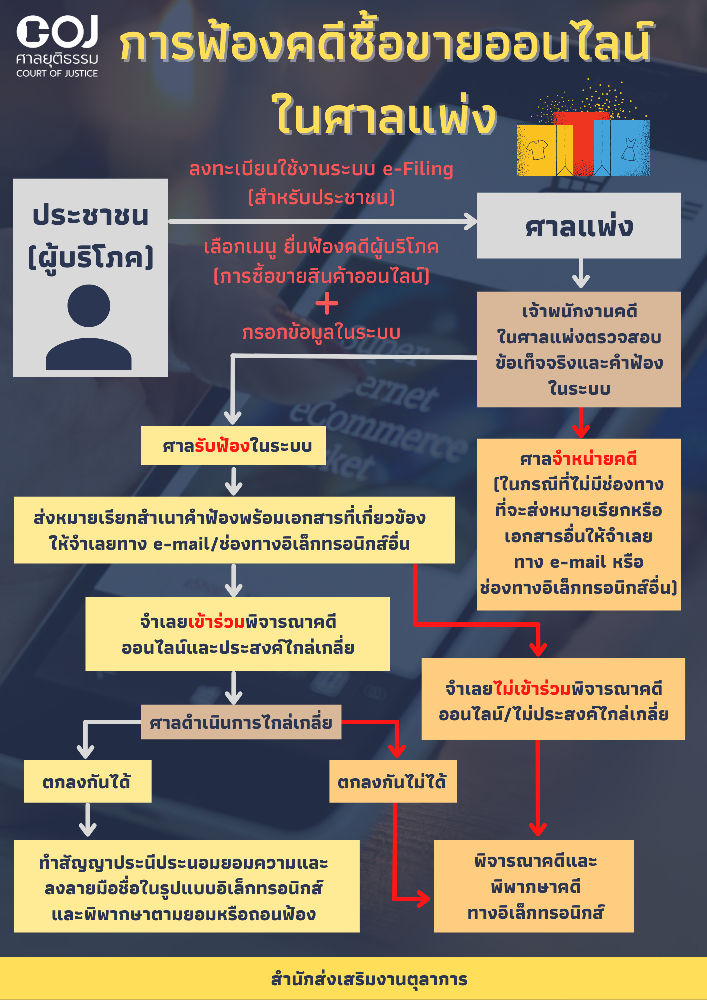 COJ
ศาลยุติธรรม
COURT OF JUSTICE
การฟ้องคดีซื้อขายออนไลน์
ในศาลแพ่ง
ลงทะเบียนใช้งานระบบ e-Filing
(สำหรับประชาชน)
ประชาชน
(ผู้บริโภค)
ศาลแพ่ง
เลือกเมนู ยื่นฟ้องคดีผู้บริโภค
(การซื้อขายสินค้าออนไลน์)
+
กรอกข้อมูลในระบบ
เจ้าพนักงานคดี
ในศาลแพ่งตรวจสอบ
ข้อเท็จจริงและคำฟ้อง
ในระบบ
Super
ernet
eCommerce
rket
ศาลรับฟ้องในระบบ
ศาลจำหน่ายคดี
(ในกรณีที่ไม่มีช่องทาง
ที่จะส่งหมายเรียกหรือ
เอกสารอื่นให้จำเลย
ทาง e-mail หรือ
ช่องทางอิเล็กทรอนิกส์อื่น)
ส่งหมายเรียกสำเนาคำฟ้องพร้อมเอกสารที่เกี่ยวข้อง
ให้จำเลยทาง e-mail/ช่องทางอิเล็กทรอนิกส์อื่น
จำเลยเข้าร่วมพิจารณาคดี
ออนไลน์และประสงค์ไกล่เกลี่ย
จำเลยไม่เข้าร่วมพิจารณาคดี
ออนไลน์/ไม่ประสงค์ไกล่เกลี่ย
ศาลดำเนินการไกล่เกลี่ย
ตกลงกันได้
ตกลงกันไม่ได้
ทำสัญญาประนีประนอมยอมความและ
ลงลายมือชื่อในรูปแบบอิเล็กทรอนิกส์
และพิพากษาตามยอมหรือถอนฟ้อง
พิจารณาคดีและ
พิพากษาคดี
ทางอิเล็กทรอนิกส์
สำนักส่งเสริมงานตุลาการ